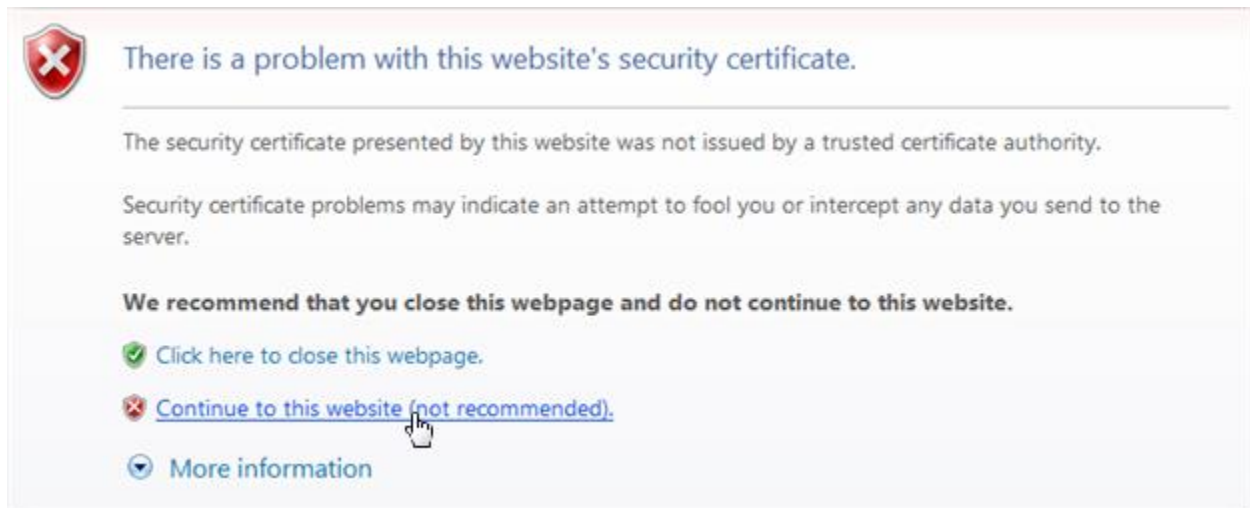 There is a problem with this website's security certificate.
The security certificate presented by this website was not issued by a trusted certificate authority.
Security certificate problems may indicate an attempt to fool you or intercept any data you send to the
server.
We recommend that you close this webpage and do not continue to this website.
Click here to close this webpage.
Continue to this website (not recommended).
More information